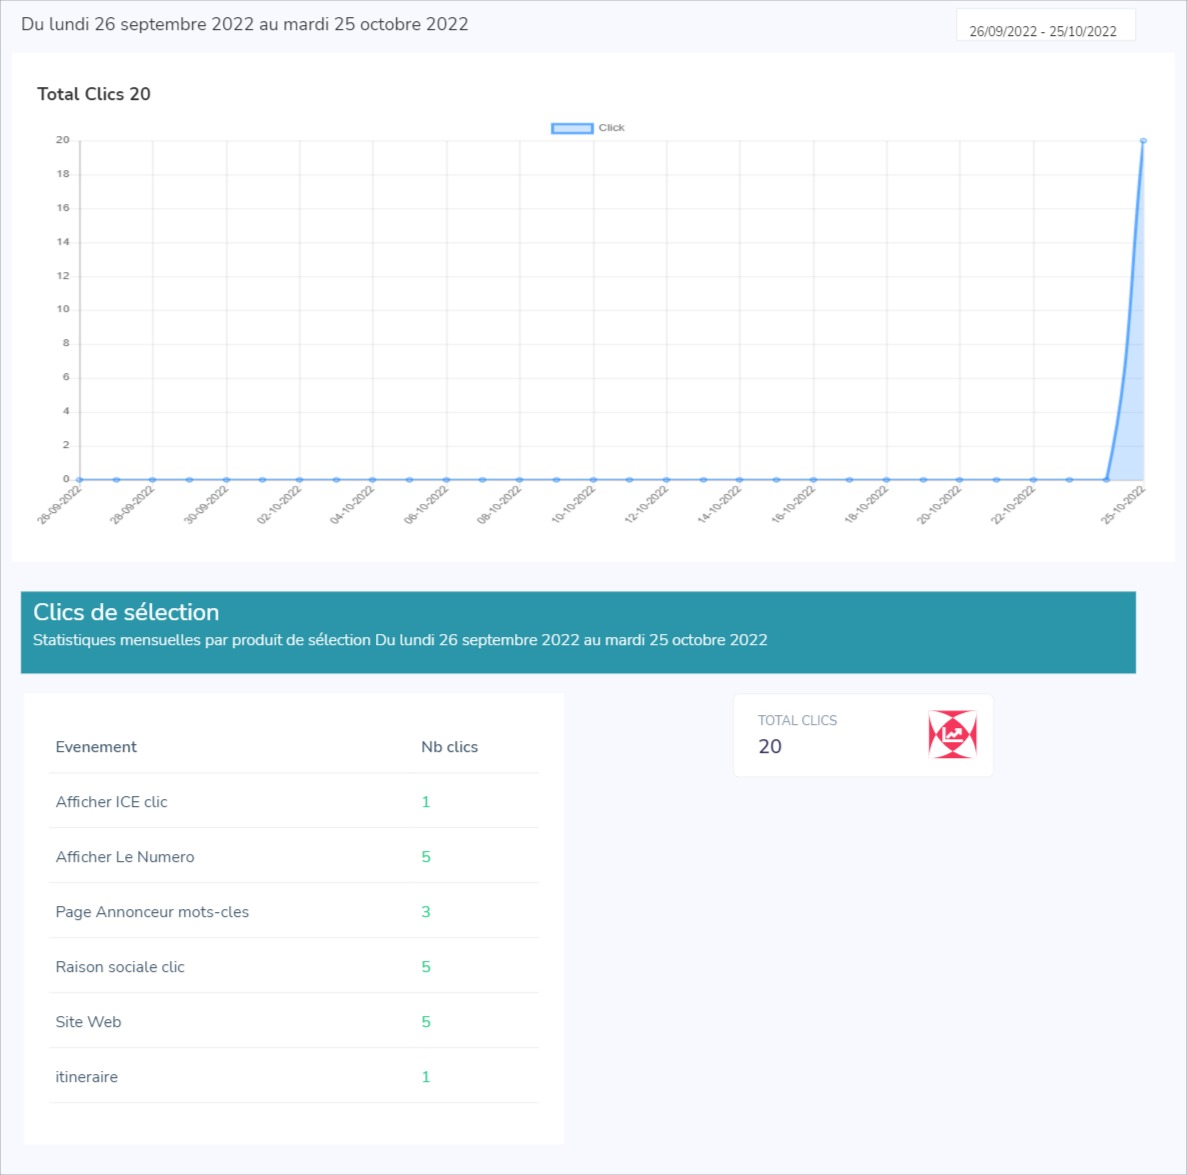 Du lundi 26 septembre 2022 au mardi 25 octobre 2022
26/09/2022 - 25/10/2022
Total Clics 20
Click
20
18
16
14
12
10
8
6
4
2
0
26-09-2022
28-09-2022
30-09-2022
02-10-2022
04-10-2022
06-10-2022
08-10-2022
10-10-2022
12-10-2022
14-10-2022
16-10-2022
18-10-2022
20-10-2022
22-10-2022
25-10-2022
Clics de sélection
Statistiques mensuelles par produit de sélection Du lundi 26 septembre 2022 au mardi 25 octobre 2022
Evenement Nb clics
Afficher ICE clic 1
Afficher Le Numero 5
Page Annonceur mots-cles 3
Raison sociale clic 5
Site Web 5
itineraire 1
TOTAL CLICS
20